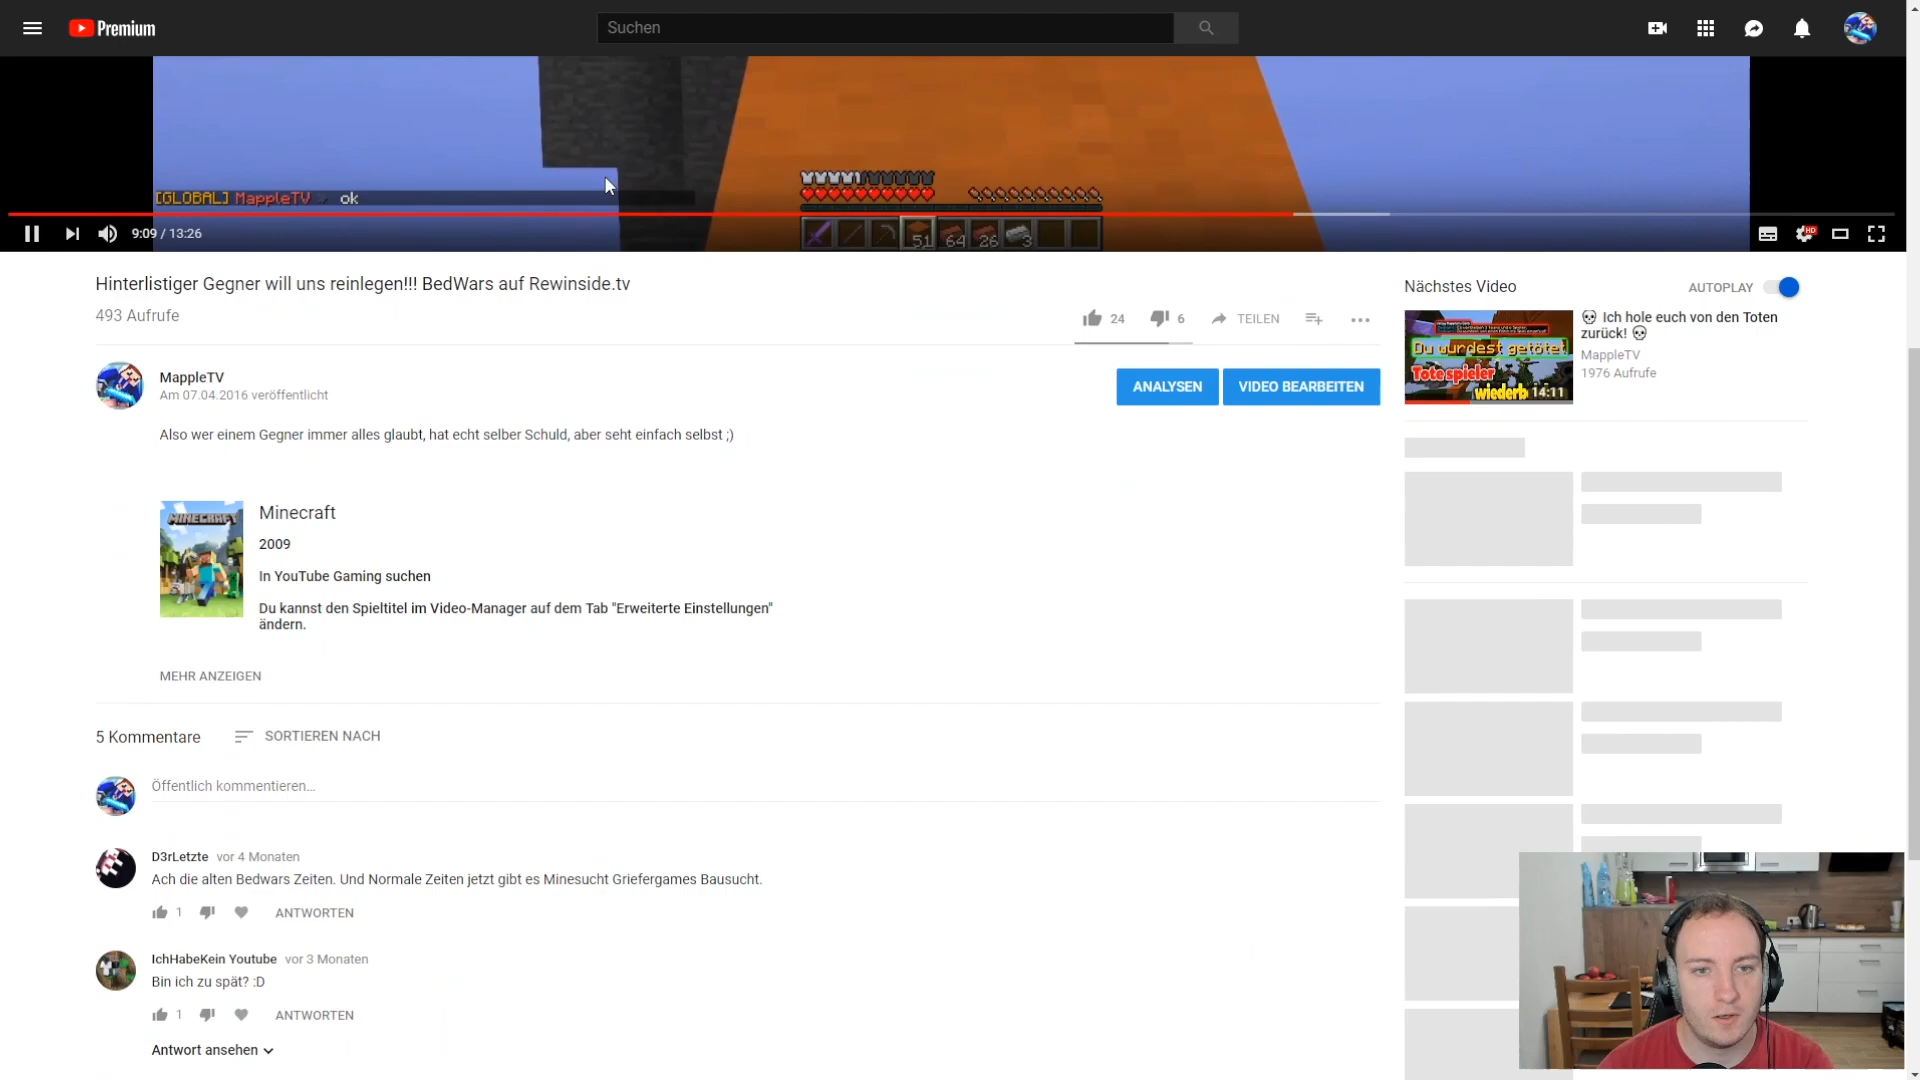 Premium
Suchen
[GLOBAL] MappleTV ok
51 64 26 3
9:09 / 13:26
HD
Hinterlistiger Gegner will uns reinlegen!!! BedWars auf Rewinside.tv
493 Aufrufe
24 6 TEILEN
MappleTV
Am 07.04.2016 veröffentlicht
ANALYSEN VIDEO BEARBEITEN
Also wer einem Gegner immer alles glaubt, hat echt selber Schuld, aber seht einfach selbst ;)
MINECRAFT
Minecraft
2009
In YouTube Gaming suchen
Du kannst den Spieltitel im Video-Manager auf dem Tab "Erweiterte Einstellungen"
ändern.
MEHR ANZEIGEN
5 Kommentare SORTIEREN NACH
Öffentlich kommentieren...
D3rLetzte vor 4 Monaten
Ach die alten Bedwars Zeiten. Und Normale Zeiten jetzt gibt es Minesucht Griefergames Bausucht.
1 ANTWORTEN
IchHabeKein Youtube vor 3 Monaten
Bin ich zu spät? :D
1 ANTWORTEN
Antwort ansehen
Nächstes Video AUTOPLAY
Du wurdest getötet
Tote spieler
wiederb
14:11
💀 Ich hole euch von den Toten
zurück! 💀
MappleTV
1976 Aufrufe